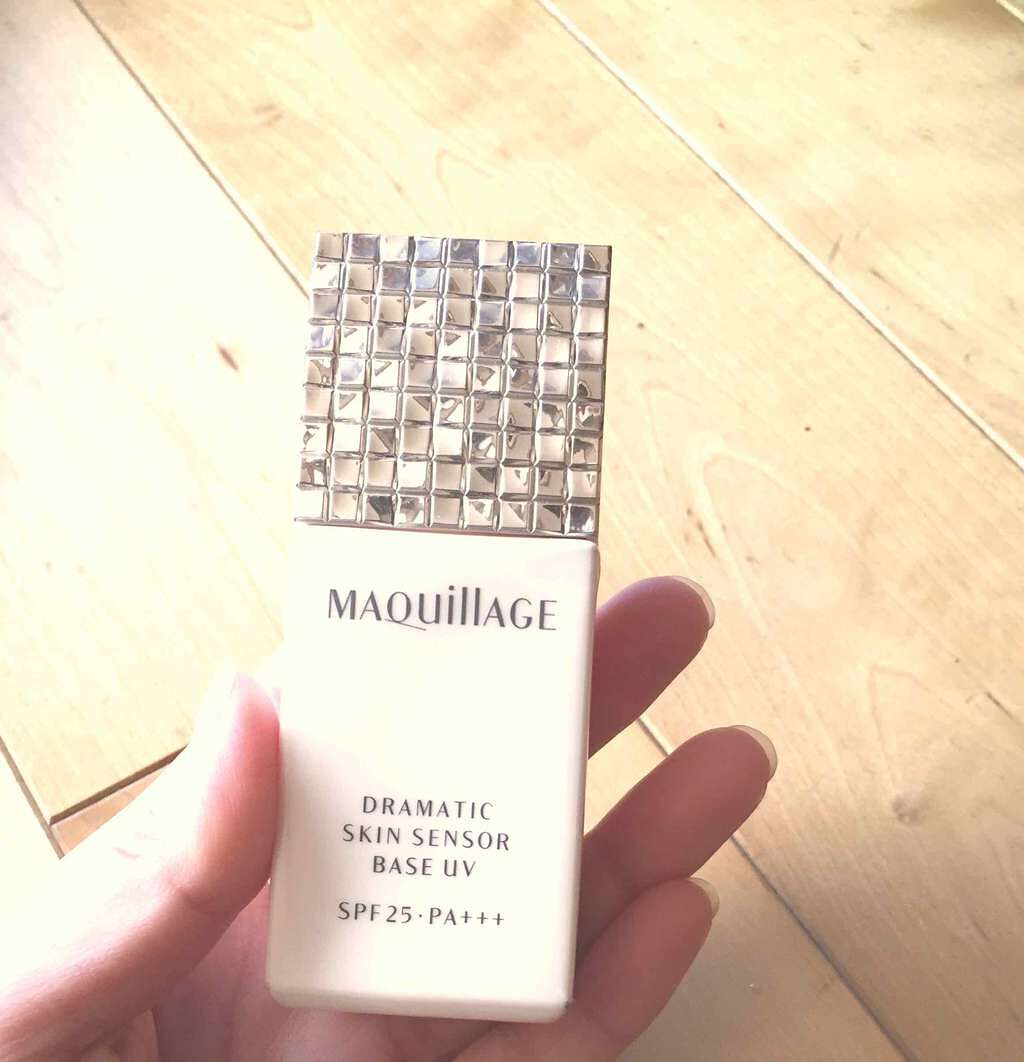 MAQuillAGE
DRAMATIC
SKIN SENSOR
BASE UV
SPF25·PA+++